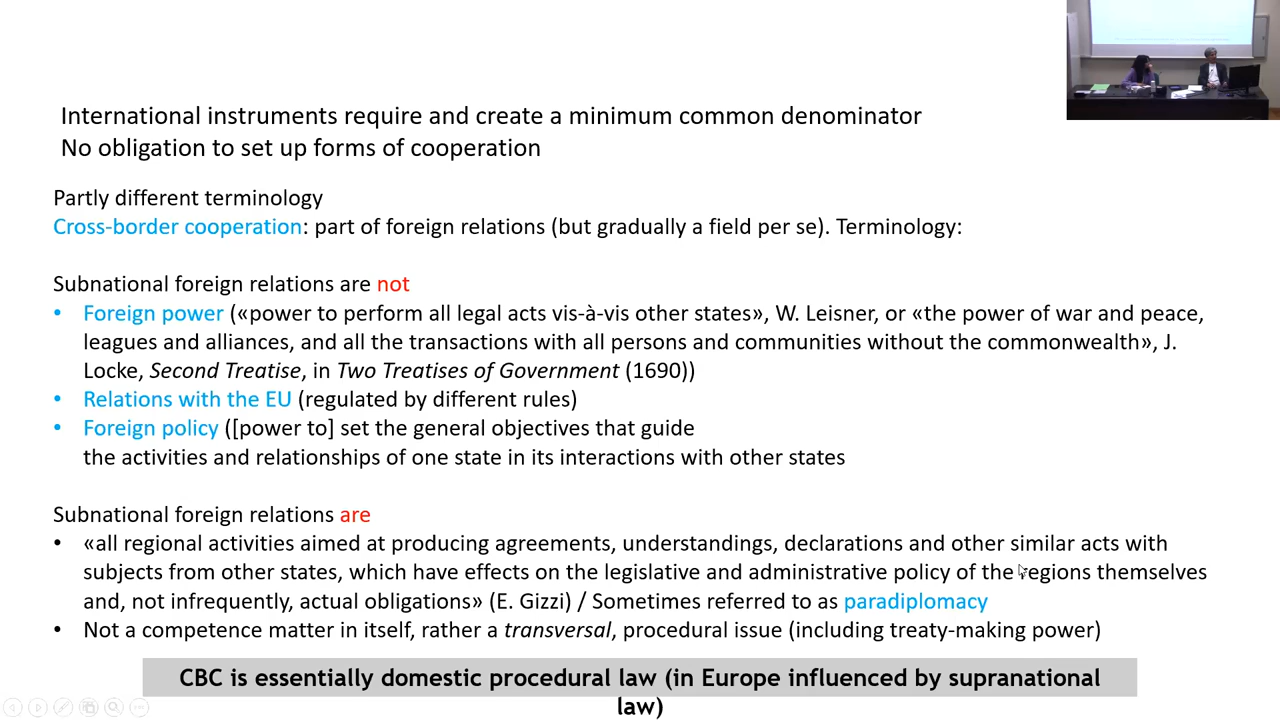 International instruments require and create a minimum common denominator
No obligation to set up forms of cooperation
Partly different terminology
Cross-border cooperation: part of foreign relations (but gradually a field per se). Terminology:
Subnational foreign relations are not
• Foreign power («power to perform all legal acts vis-à-vis other states», W. Leisner, or «the power of war and peace,
leagues and alliances, and all the transactions with all persons and communities without the commonwealth», J.
Locke, Second Treatise, in Two Treatises of Government (1690))
• Relations with the EU (regulated by different rules)
• Foreign policy ([power to] set the general objectives that guide
the activities and relationships of one state in its interactions with other states
Subnational foreign relations are
• «all regional activities aimed at producing agreements, understandings, declarations and other similar acts with
subjects from other states, which have effects on the legislative and administrative policy of the regions themselves
and, not infrequently, actual obligations» (E. Gizzi) / Sometimes referred to as paradiplomacy
• Not a competence matter in itself, rather a transversal, procedural issue (including treaty-making power)
CBC is essentially domestic procedural law (in Europe influenced by supranational
law)